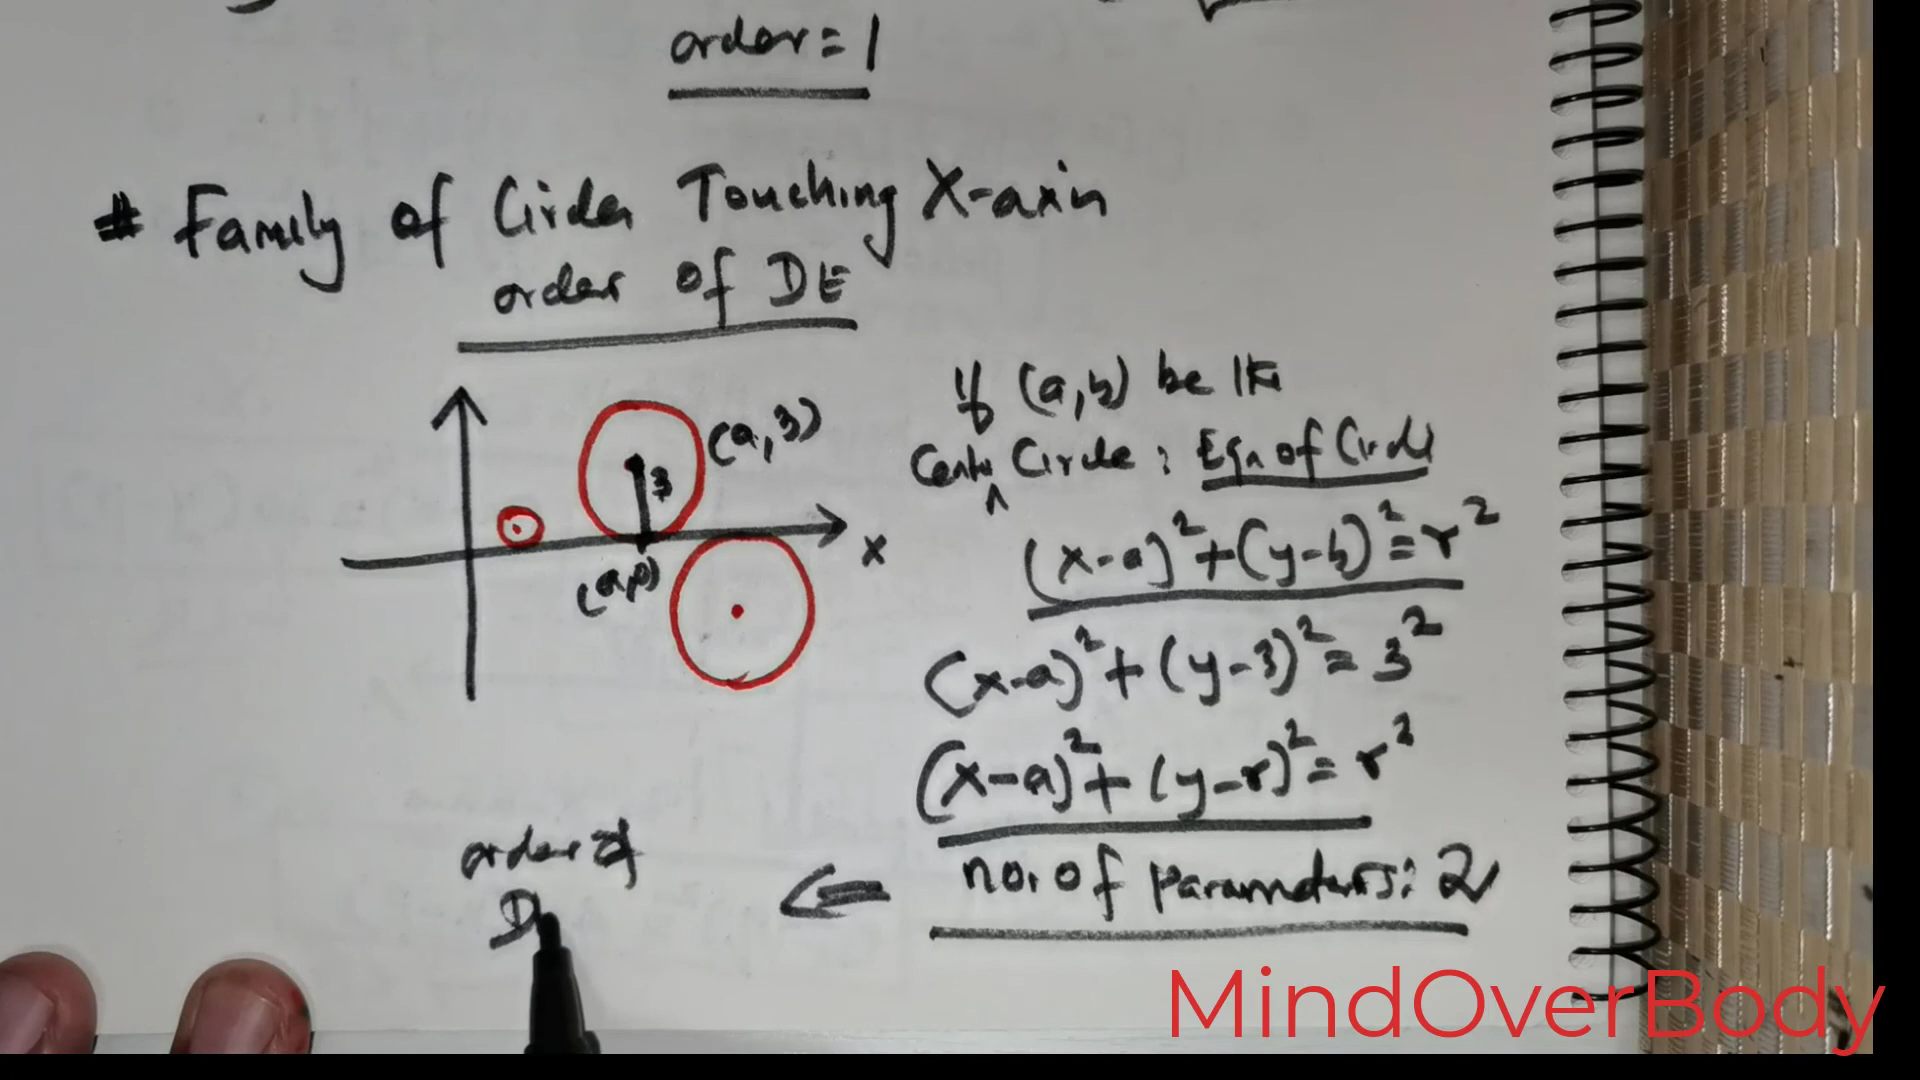 order = 1
# Family of Circles Touching X-axis
order of DE
(a, 3)
3
(a, 0)
x
If (a, b) be the
Centre Circle : Eqn of Circle
^
(x-a)² + (y-b)² = r²
(x-a)² + (y-3)² = 3²
(x-a)² + (y-r)² = r²
no. of parameters: 2
<=
order of
D
MindOverBody